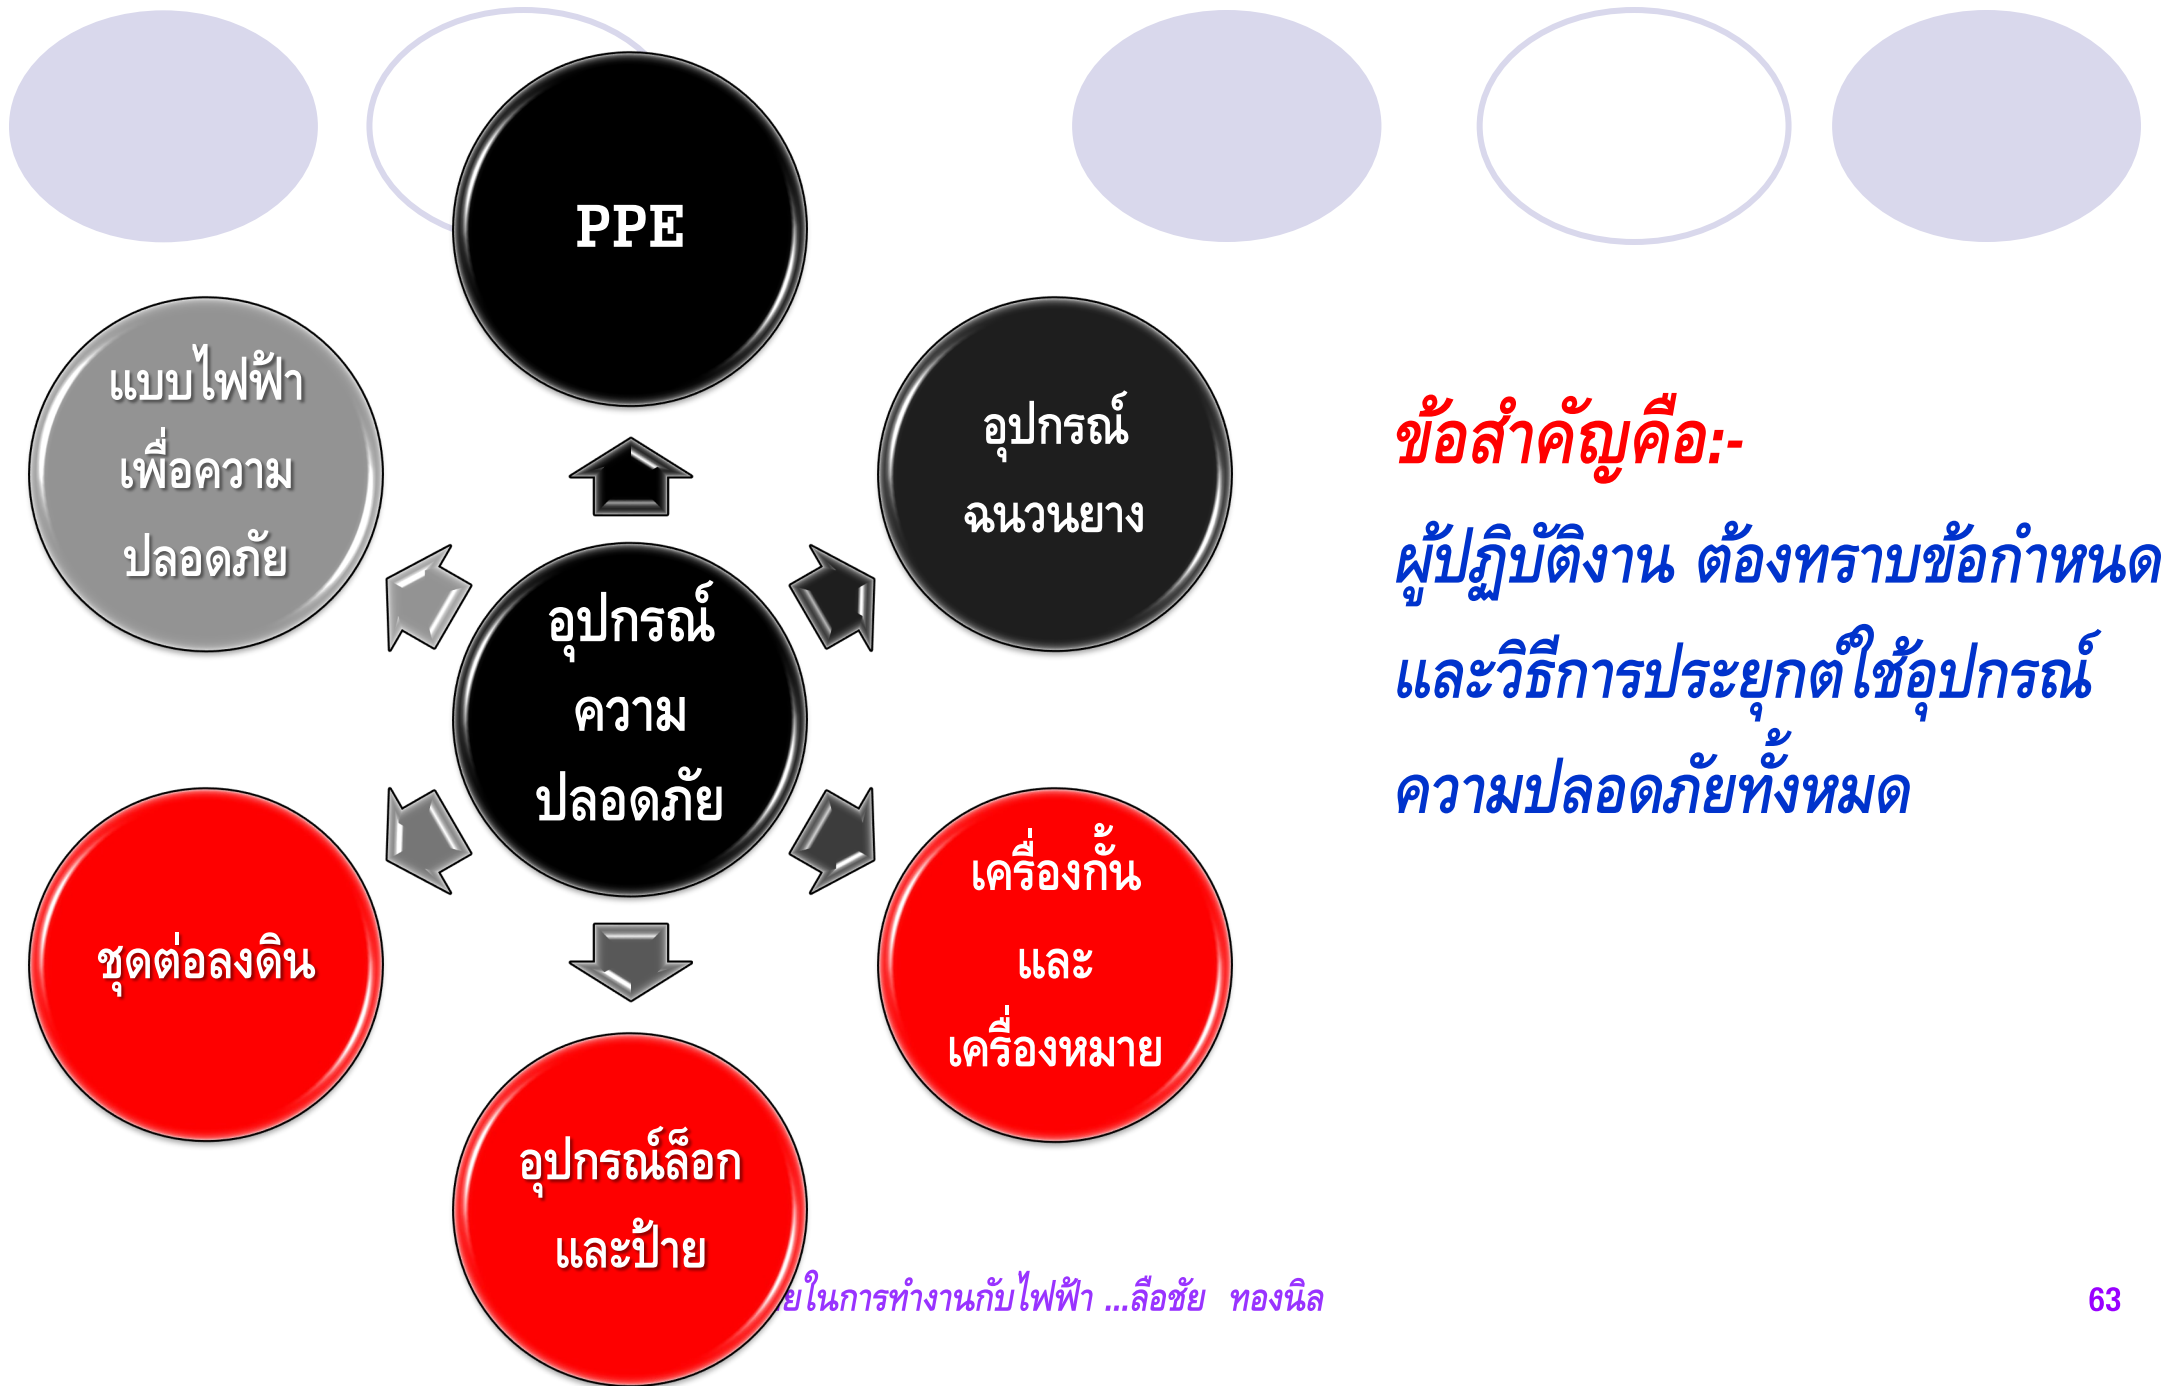 PPE
อุปกรณ์
ฉนวนยาง
เครื่องกั้น
และ
เครื่องหมาย
อุปกรณ์ล็อก
และป้าย
ชุดต่อลงดิน
แบบไฟฟ้า
เพื่อความ
ปลอดภัย
อุปกรณ์
ความ
ปลอดภัย
ข้อสำคัญคือ:-
ผู้ปฏิบัติงาน ต้องทราบข้อกำหนด
และวิธีการประยุกต์ใช้อุปกรณ์
ความปลอดภัยทั้งหมด
ในการทำงานกับไฟฟ้า ...ลือชัย ทองนิล
63